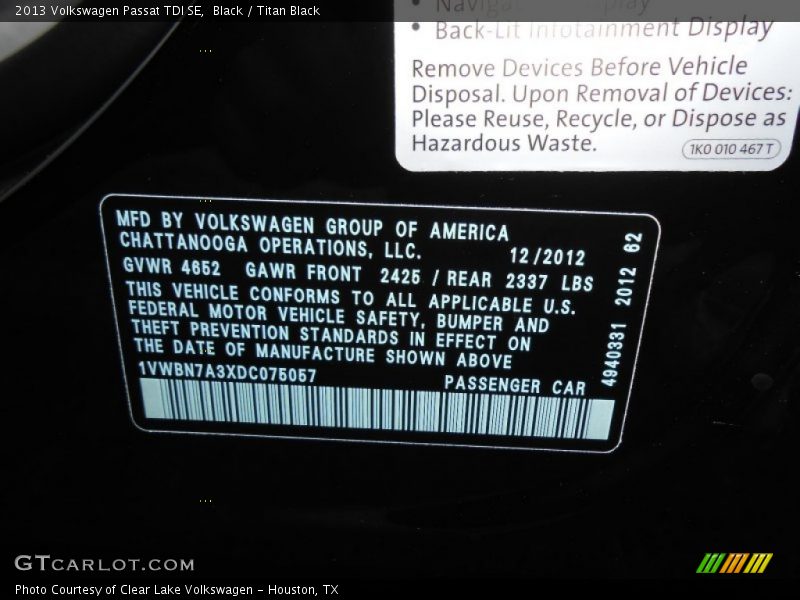 2013 Volkswagen Passat TDI SE, Black / Titan Black
• Back-Lit Infotainment Display
Remove Devices Before Vehicle
Disposal. Upon Removal of Devices:
Please Reuse, Recycle, or Dispose as
Hazardous Waste.
1K0 010 467 T
MFD BY VOLKSWAGEN GROUP OF AMERICA
CHATTANOOGA OPERATIONS, LLC.
12/2012
GVWR 4652 GAWR FRONT 2425 / REAR 2337 LBS
THIS VEHICLE CONFORMS TO ALL APPLICABLE U.S.
FEDERAL MOTOR VEHICLE SAFETY, BUMPER AND
THEFT PREVENTION STANDARDS IN EFFECT ON
THE DATE OF MANUFACTURE SHOWN ABOVE
1VWBN7A3XDC075057
PASSENGER CAR
4940331 2012 62
GTCARLOT.COM
Photo Courtesy of Clear Lake Volkswagen - Houston, TX